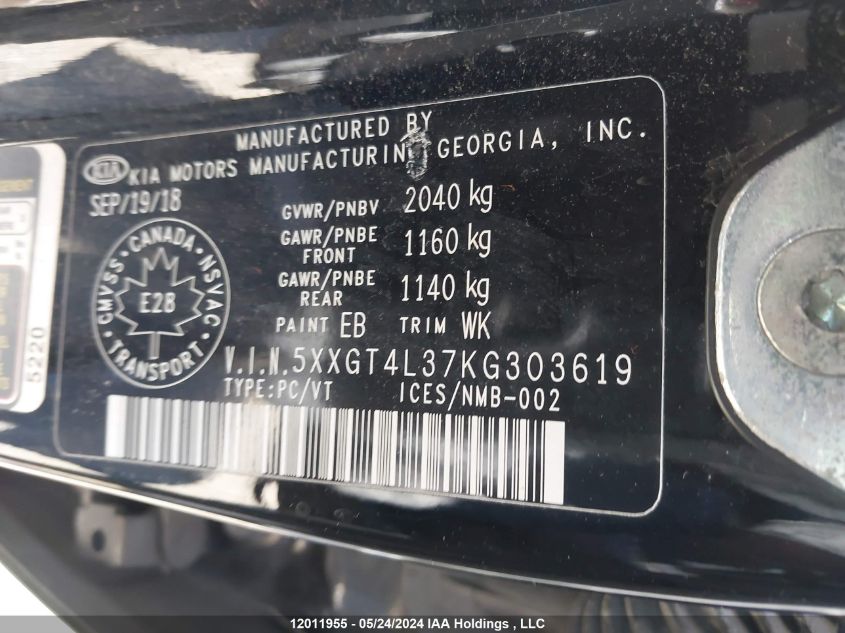 MANUFACTURED BY
KIA KIA MOTORS MANUFACTURING GEORGIA, INC.
SEP/19/18
GVWR/PNBV 2040 kg
GAWR/PNBE FRONT 1160 kg
GAWR/PNBE REAR 1140 kg
PAINT EB TRIM WK
CANADA
CMVSS
NSVAC
E28
TRANSPORT
V.I.N. 5XXGT4L37KG303619
TYPE:PC/VT ICES/NMB-002
5220
12011955 - 05/24/2024 IAA Holdings , LLC